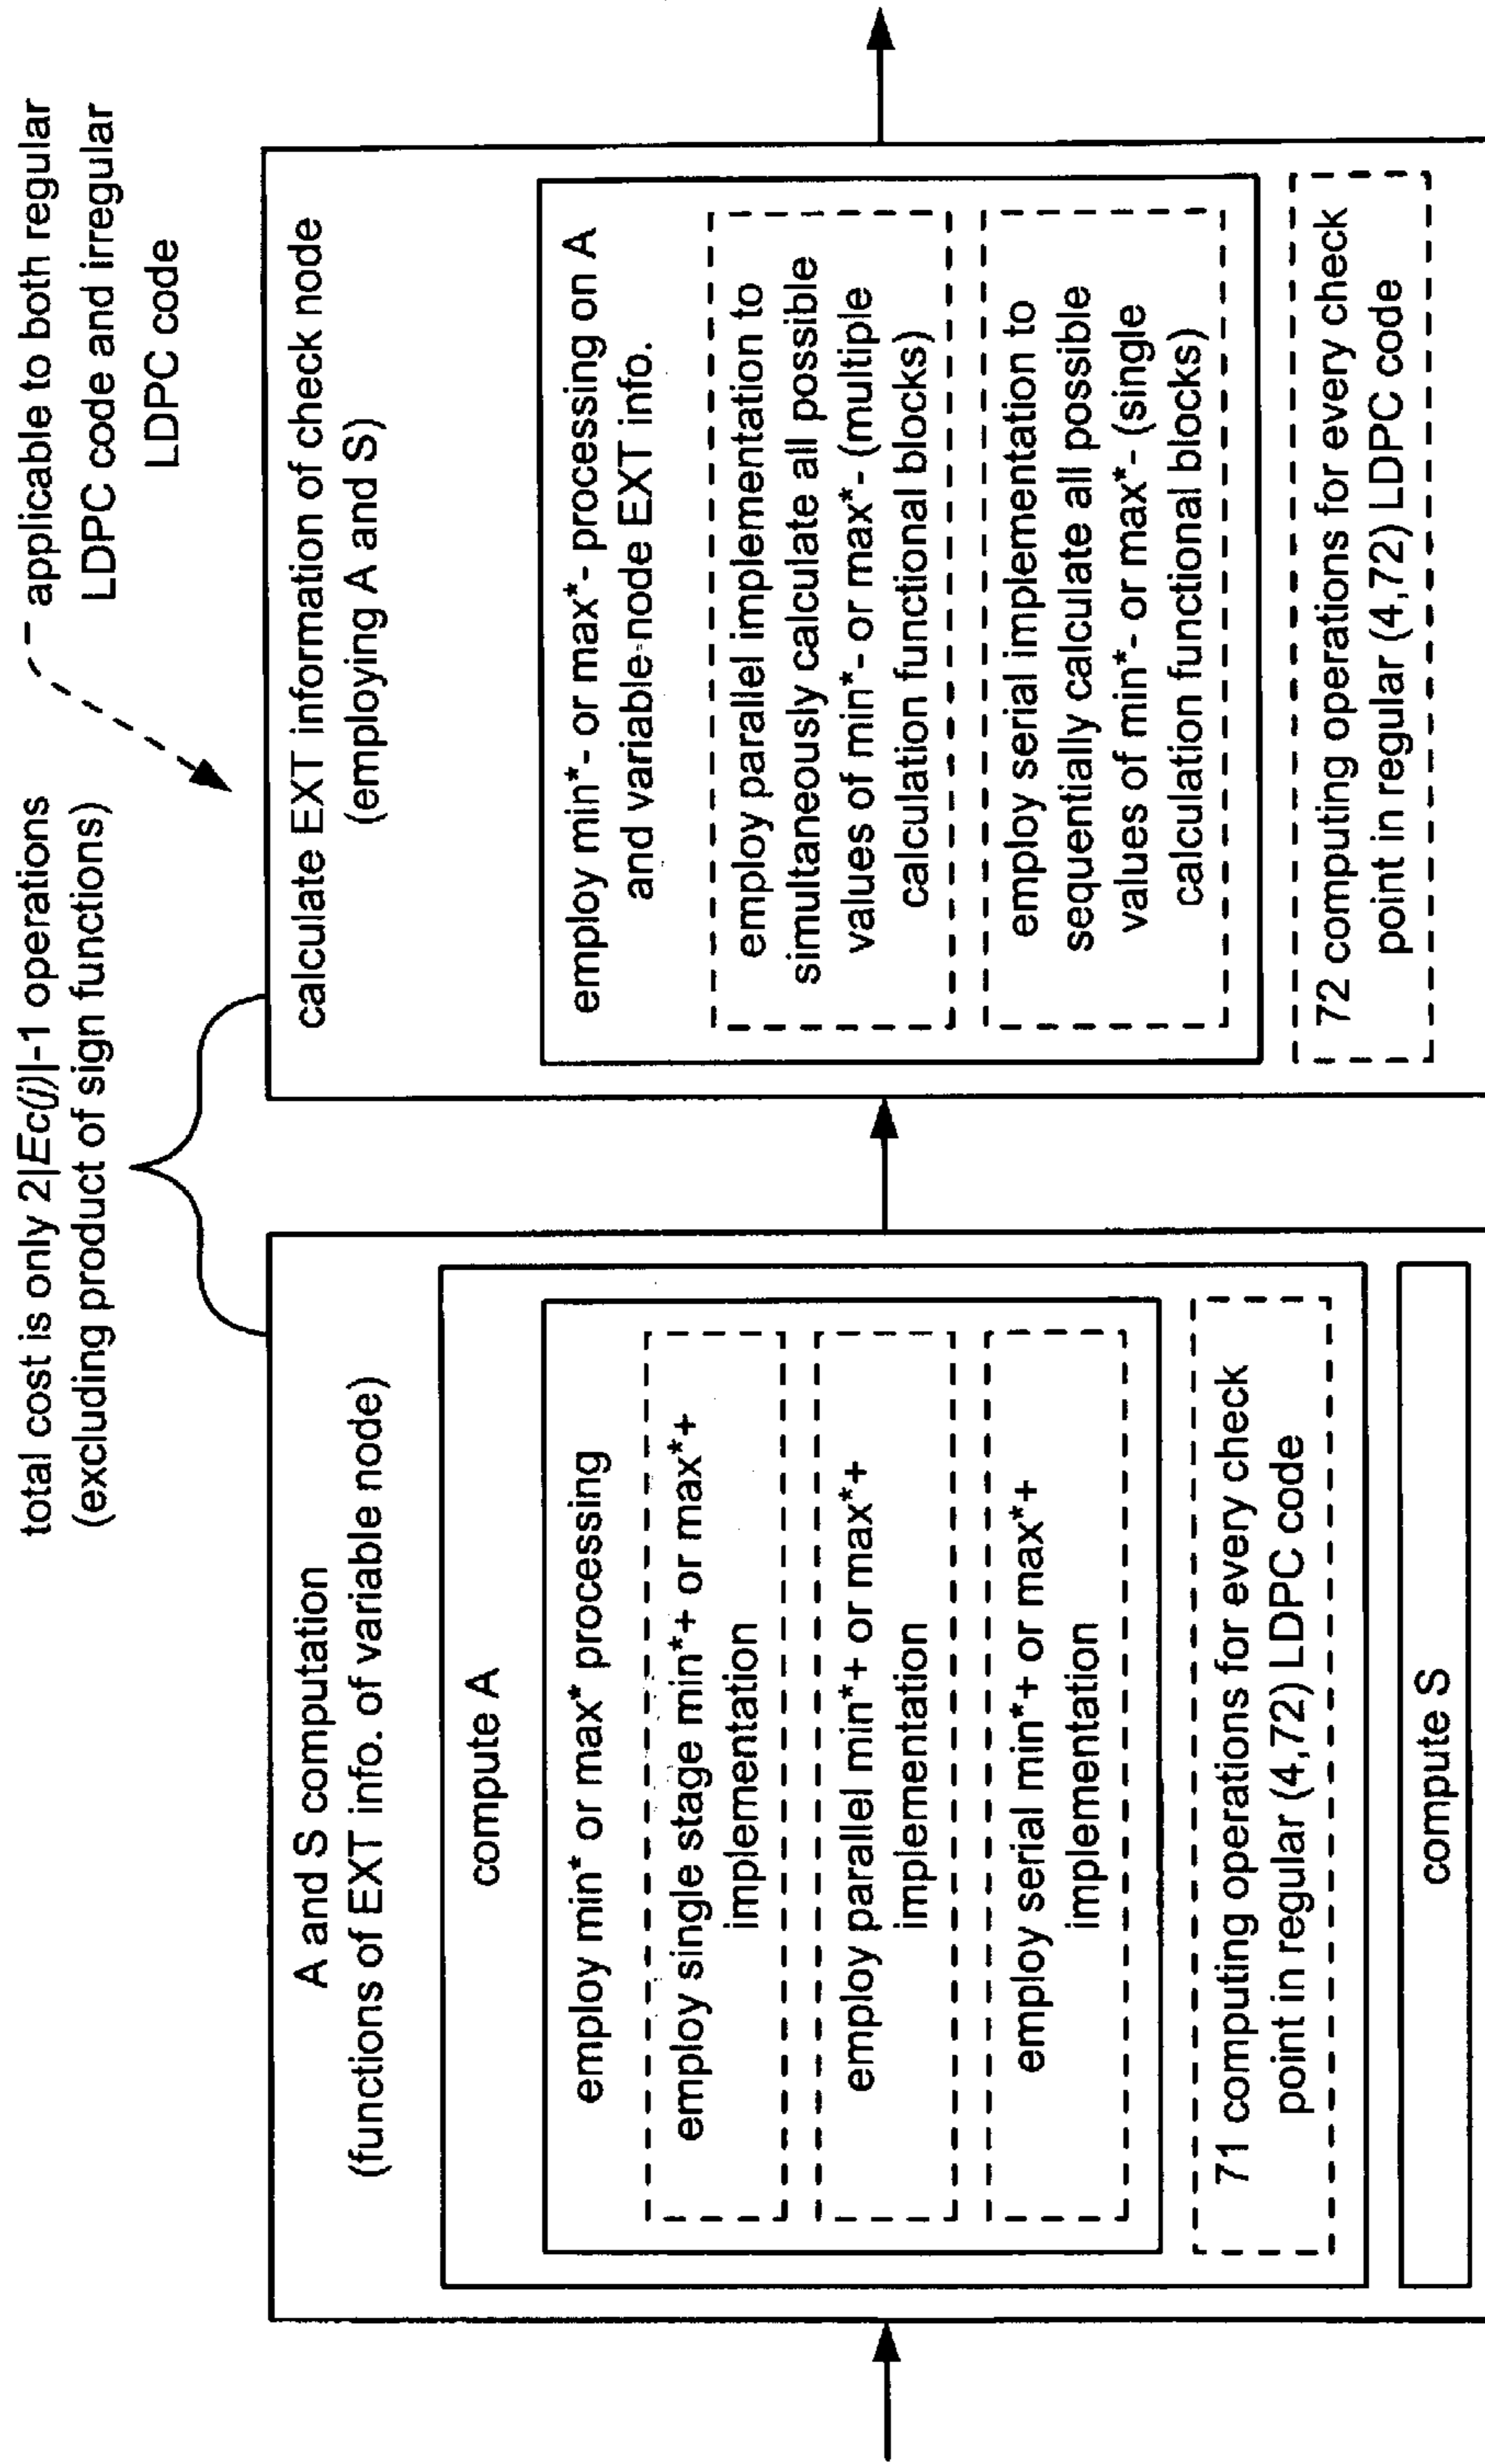 total cost is only 2|Ec(j)|-1 operations
(excluding product of sign functions)
applicable to both regular
LDPC code and irregular
LDPC code
A and S computation
(functions of EXT info. of variable node)
compute A
employ min* or max* processing
employ single stage min*+ or max*+
implementation
employ parallel min*+ or max*+
implementation
employ serial min*+ or max*+
implementation
71 computing operations for every check
point in regular (4,72) LDPC code
compute S
calculate EXT information of check node
(employing A and S)
employ min*- or max*- processing on A
and variable node EXT info.
employ parallel implementation to
simultaneously calculate all possible
values of min*- or max*- (multiple
calculation functional blocks)
employ serial implementation to
sequentially calculate all possible
values of min*- or max*- (single
calculation functional blocks)
72 computing operations for every check
point in regular (4,72) LDPC code